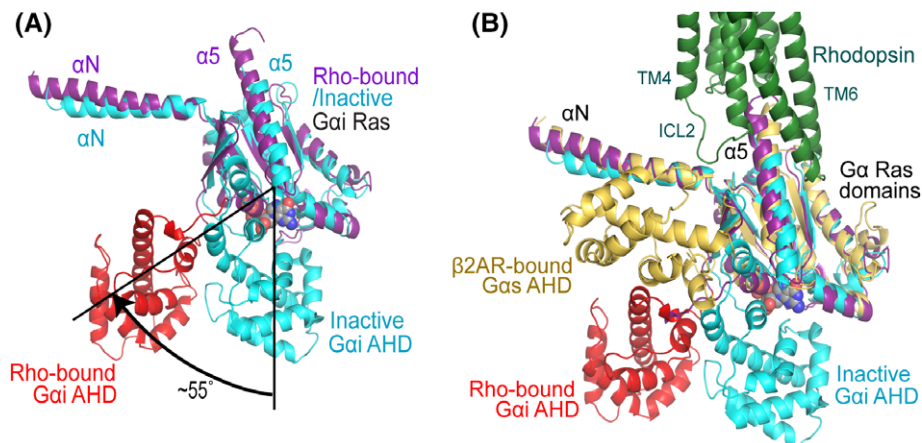 (A)
αN
αN
α5
α5
Rho-bound
/Inactive
Gαi Ras
Rho-bound
Gαi AHD
~55°
Inactive
Gαi AHD
(B)
Rhodopsin
TM4
TM6
ICL2
αN
α5
Gα Ras
domains
β2AR-bound
Gαs AHD
Rho-bound
Gαi AHD
Inactive
Gαi AHD